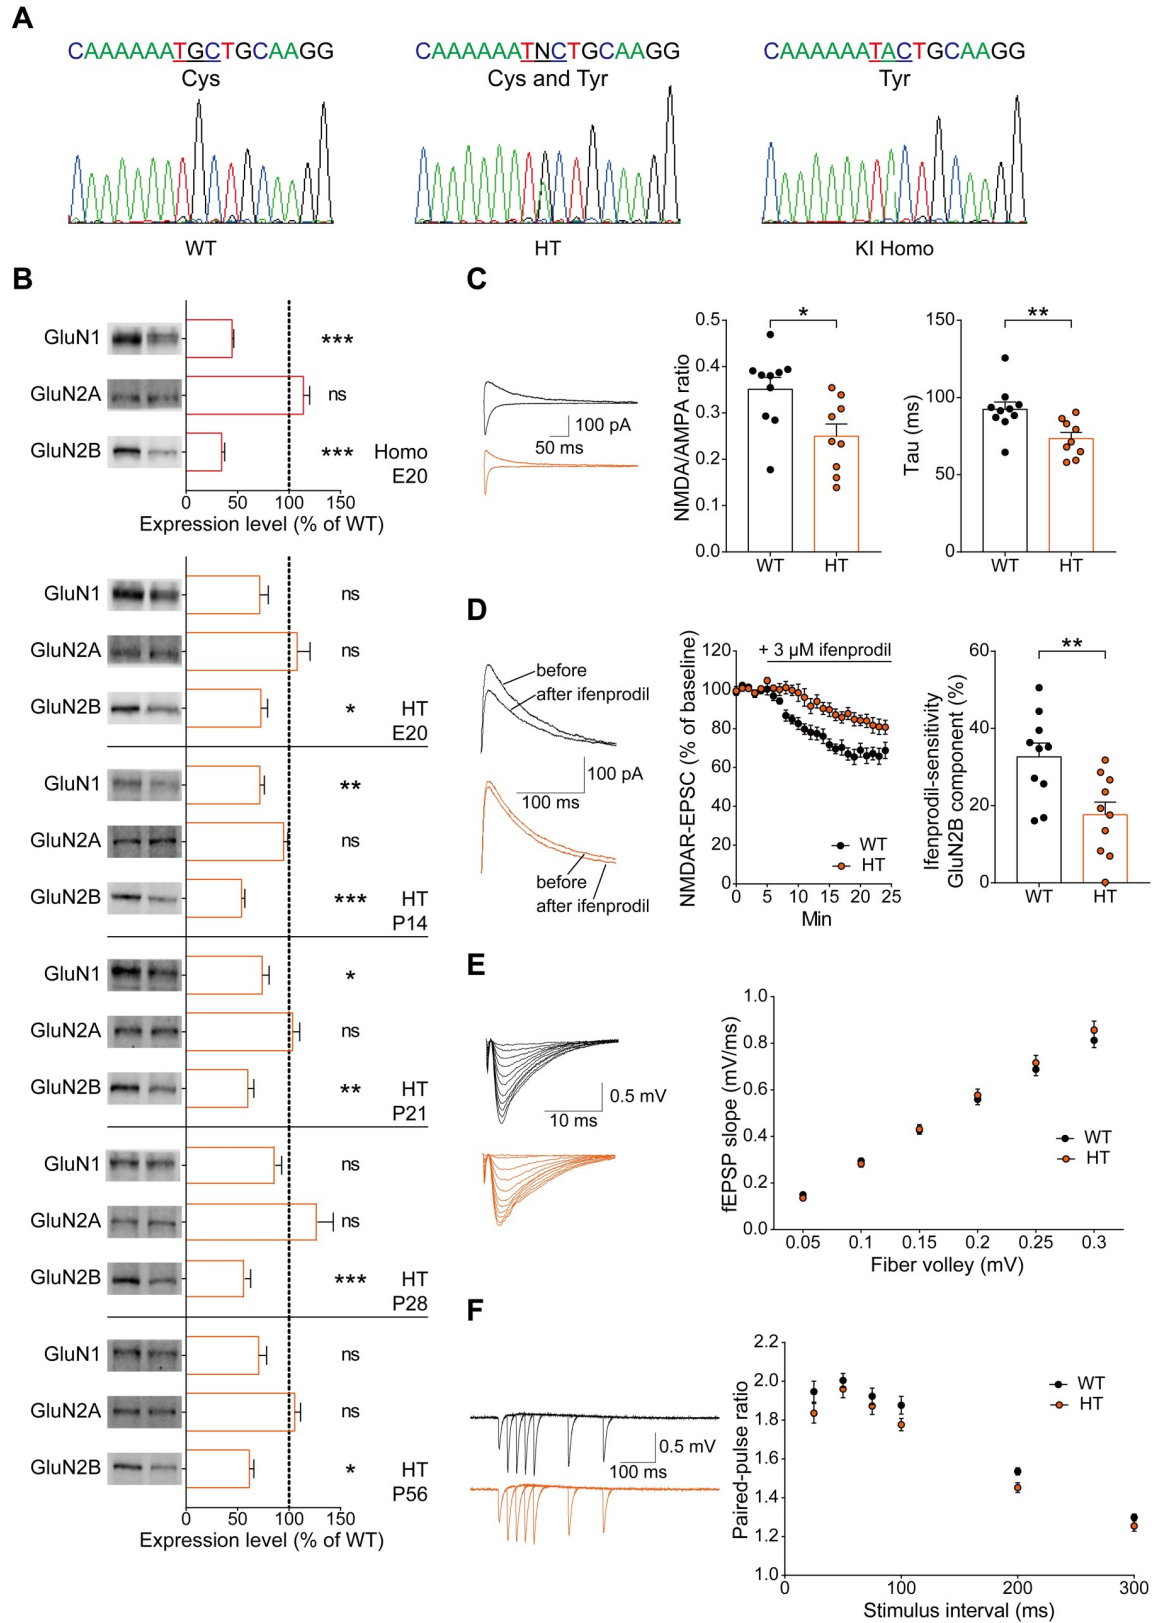 A
CAAAAAATGCTGCAAGG
Cys
WT
CAAAAAATNCTGCAAGG
Cys and Tyr
HT
CAAAAAATACTGCAAGG
Tyr
KI Homo
B
GluN1
***
GluN2A
ns
GluN2B
***
Homo
E20
0 50 100 150
Expression level (% of WT)
GluN1
ns
GluN2A
ns
GluN2B
*
HT
E20
GluN1
**
GluN2A
ns
GluN2B
***
HT
P14
GluN1
*
GluN2A
ns
GluN2B
**
HT
P21
GluN1
ns
GluN2A
ns
GluN2B
***
HT
P28
GluN1
ns
GluN2A
ns
GluN2B
*
HT
P56
0 50 100 150
Expression level (% of WT)
C
100 pA
50 ms
NMDA/AMPA ratio
0.5
0.4
0.3
0.2
0.1
0.0
*
WT HT
Tau (ms)
150
100
50
0
**
WT HT
D
before
after ifenprodil
100 pA
100 ms
before
after ifenprodil
NMDAR-EPSC (% of baseline)
+ 3 µM ifenprodil
120
100
80
60
40
20
0
WT
HT
0 5 10 15 20 25
Min
Ifenprodil-sensitivity
GluN2B component (%)
60
40
20
0
**
WT HT
E
0.5 mV
10 ms
fEPSP slope (mV/ms)
1.0
0.8
0.6
0.4
0.2
0.0
WT
HT
0.05 0.1 0.15 0.2 0.25 0.3
Fiber volley (mV)
F
0.5 mV
100 ms
Paired-pulse ratio
2.2
2.0
1.8
1.6
1.4
1.2
1.0
WT
HT
0 100 200 300
Stimulus interval (ms)